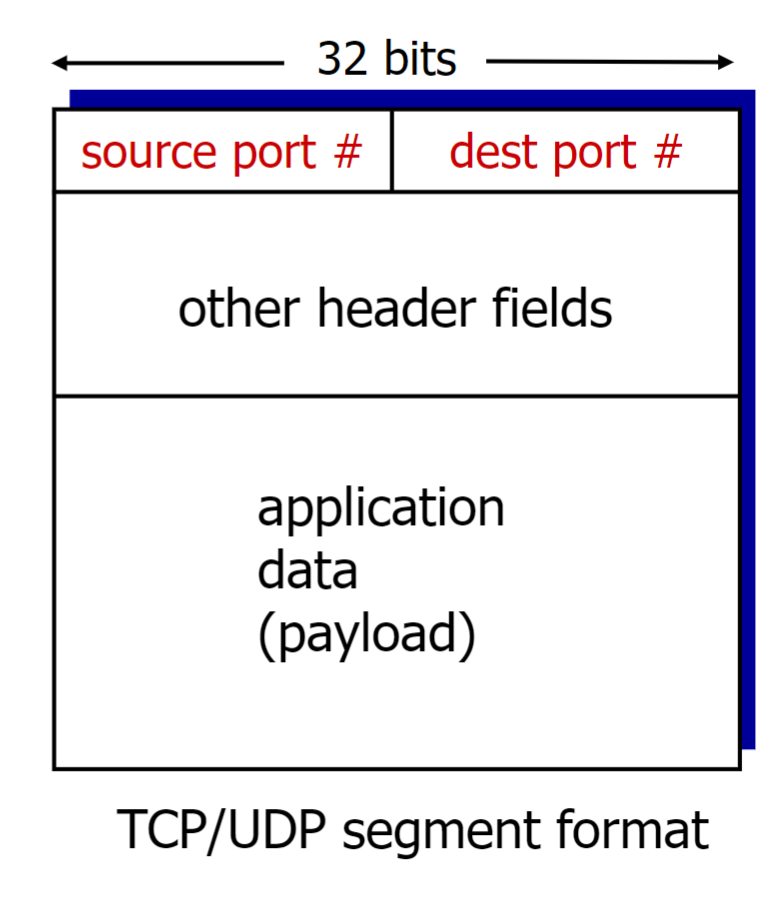 32 bits
source port #
dest port #
other header fields
application
data
(payload)
TCP/UDP segment format